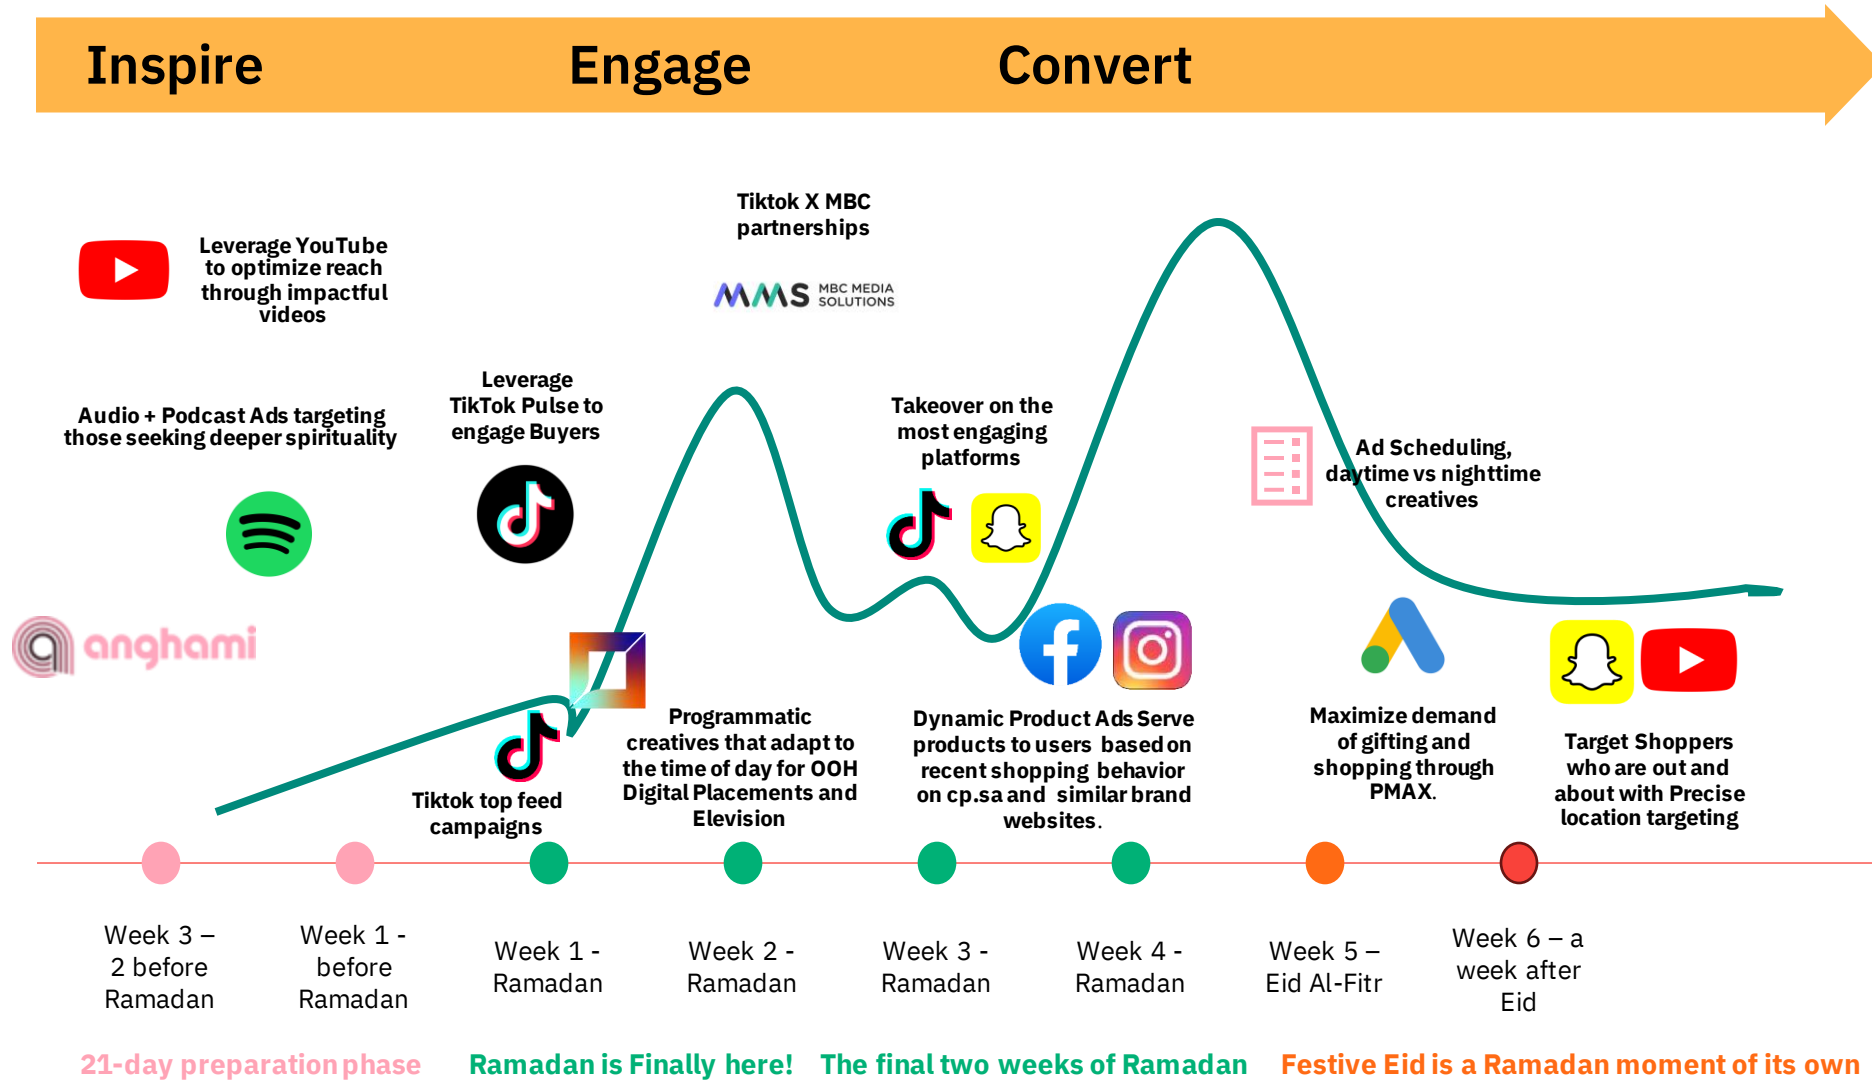 Inspire
Engage
Convert
Tiktok X MBC
partnerships
MMS MBC MEDIA
SOLUTIONS
Leverage YouTube
to optimize reach
through impactful
videos
Audio + Podcast Ads targeting
those seeking deeper spirituality
anghami
Leverage
TikTok Pulse to
engage Buyers
Takeover on the
most engaging
platforms
Ad Scheduling,
daytime vs nighttime
creatives
Tiktok top feed
campaigns
Programmatic
creatives that adapt to
the time of day for OOH
Digital Placements and
Elevision
Dynamic Product Ads Serve
products to users based on
recent shopping behavior
on cp.sa and similar brand
websites.
Maximize demand
of gifting and
shopping through
PMAX.
Target Shoppers
who are out and
about with Precise
location targeting
Week 3 –
2 before
Ramadan
Week 1 -
before
Ramadan
Week 1 -
Ramadan
Week 2 -
Ramadan
Week 3 -
Ramadan
Week 4 -
Ramadan
Week 5 –
Eid Al-Fitr
Week 6 – a
week after
Eid
21-day preparation phase
Ramadan is Finally here!
The final two weeks of Ramadan
Festive Eid is a Ramadan moment of its own